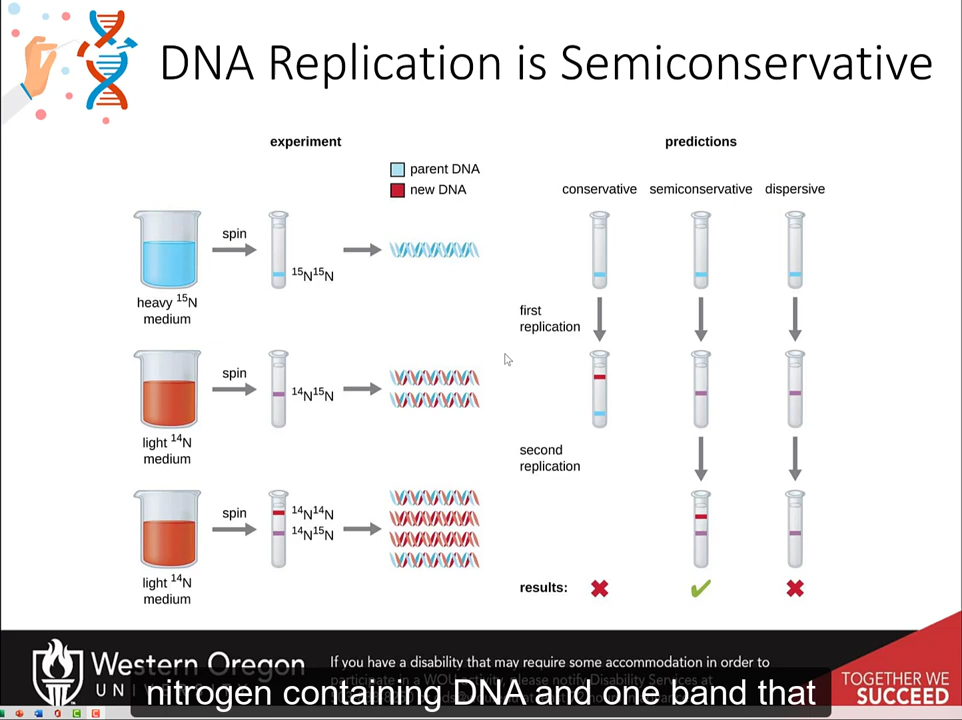 DNA Replication is Semiconservative
experiment
predictions
parent DNA
new DNA
conservative semiconservative dispersive
spin
¹⁵N¹⁵N
heavy ¹⁵N
medium
first
replication
spin
¹⁴N¹⁵N
light ¹⁴N
medium
second
replication
spin
¹⁴N¹⁴N
¹⁴N¹⁵N
light ¹⁴N
medium
results:
Western Oregon
If you have a disability that may require some accommodation in order to
TOGETHER WE
SUCCEED
nitrogen containing DNA and one band that